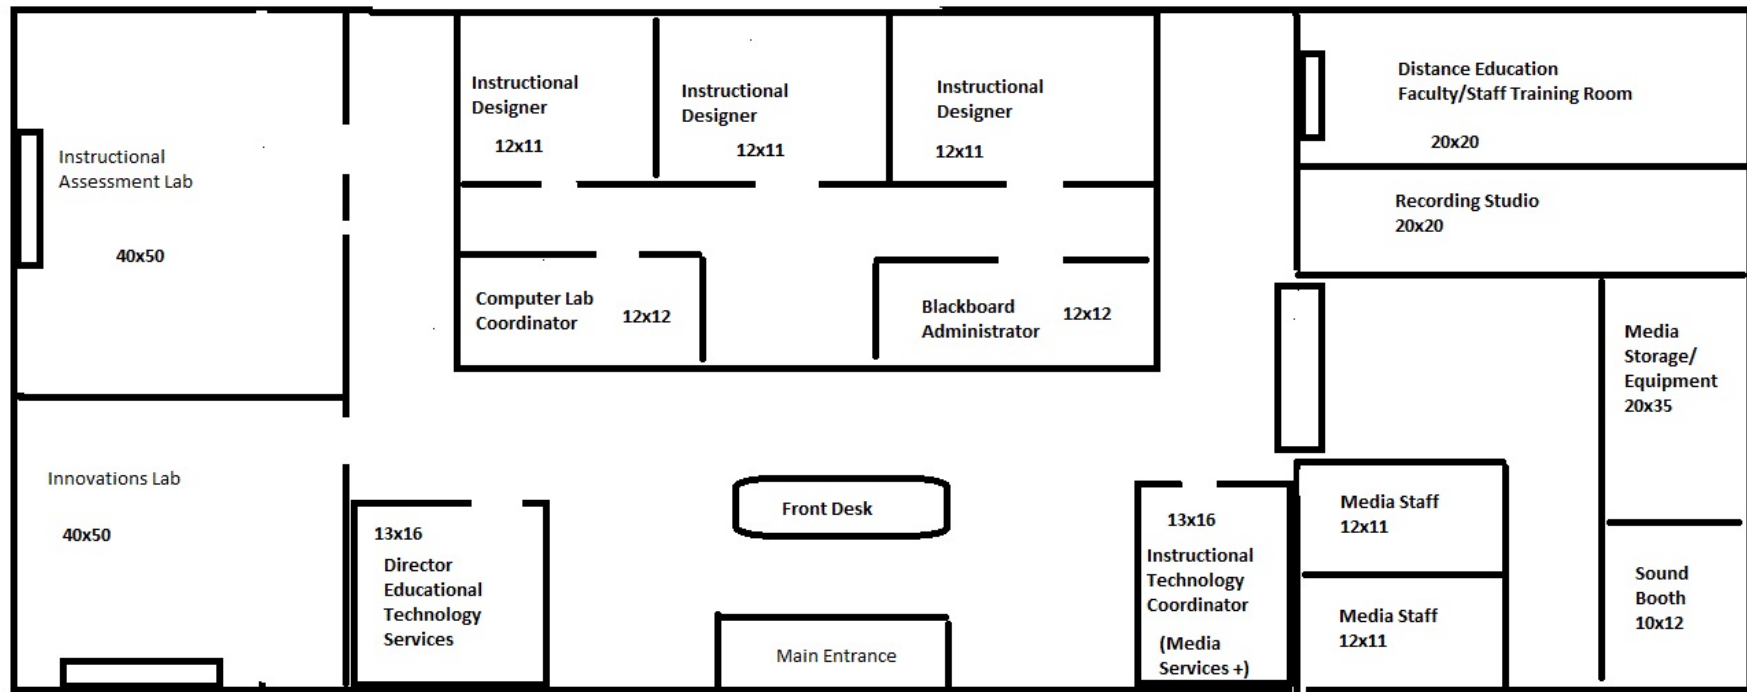 Instructional
Assessment Lab
40x50
Innovations Lab
40x50
Instructional
Designer
12x11
Instructional
Designer
12x11
Instructional
Designer
12x11
Computer Lab
Coordinator
12x12
Blackboard
Administrator
12x12
Distance Education
Faculty/Staff Training Room
20x20
Recording Studio
20x20
Media
Storage/
Equipment
20x35
Front Desk
13x16
Director
Educational
Technology
Services
Main Entrance
13x16
Instructional
Technology
Coordinator
(Media
Services +)
Media Staff
12x11
Media Staff
12x11
Sound
Booth
10x12